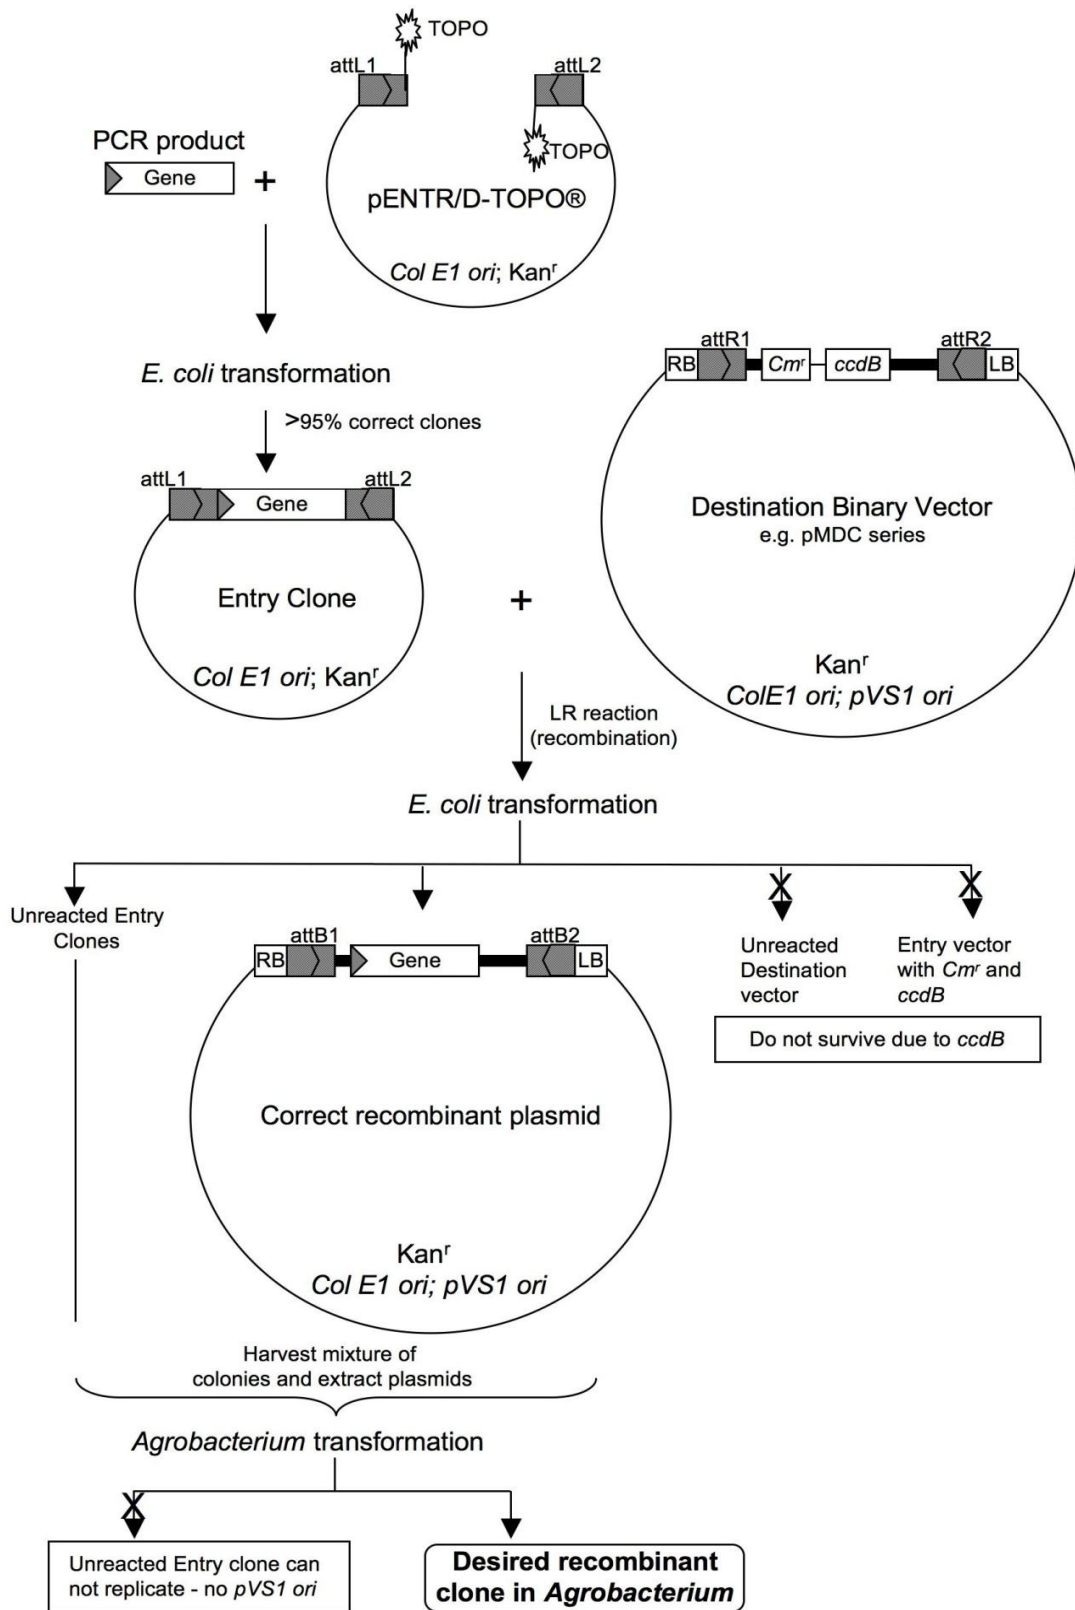 TOPO
attL1
attL2
PCR product
Gene
+
TOPO
pENTR/D-TOPO®
Col E1 ori; Kanʳ
E. coli transformation
>95% correct clones
attR1
attR2
RB
Cmʳ
ccdB
LB
attL1
attL2
Gene
Destination Binary Vector
e.g. pMDC series
Entry Clone
+
Col E1 ori; Kanʳ
Kanʳ
ColE1 ori; pVS1 ori
LR reaction
(recombination)
E. coli transformation
X
X
Unreacted Entry
Clones
attB1
attB2
RB
Gene
LB
Unreacted
Destination
vector
Entry vector
with Cmʳ and
ccdB
Do not survive due to ccdB
Correct recombinant plasmid
Kanʳ
Col E1 ori; pVS1 ori
Harvest mixture of
colonies and extract plasmids
Agrobacterium transformation
X
Unreacted Entry clone can
not replicate - no pVS1 ori
Desired recombinant
clone in Agrobacterium